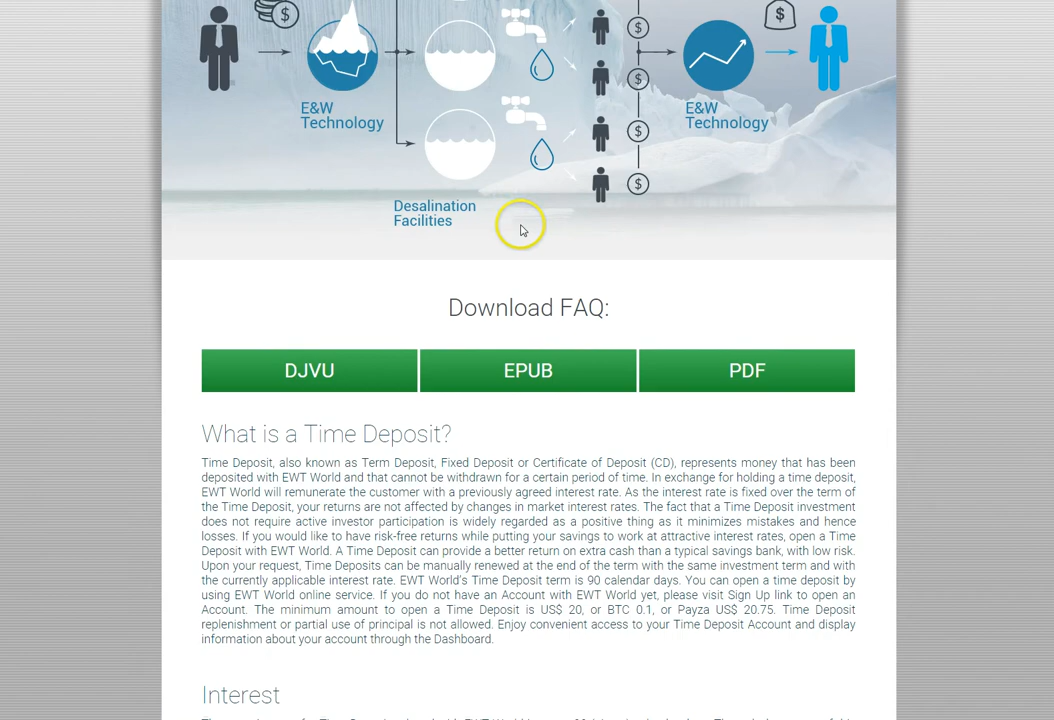 $
$
$
E&W
Technology
$
E&W
Technology
$
$
Desalination
Facilities
Download FAQ:
DJVU
EPUB
PDF
What is a Time Deposit?
Time Deposit, also known as Term Deposit, Fixed Deposit or Certificate of Deposit (CD), represents money that has been
deposited with EWT World and that cannot be withdrawn for a certain period of time. In exchange for holding a time deposit,
EWT World will remunerate the customer with a previously agreed interest rate. As the interest rate is fixed over the term of
the Time Deposit, your returns are not affected by changes in market interest rates. The fact that a Time Deposit investment
does not require active investor participation is widely regarded as a positive thing as it minimizes mistakes and hence
losses. If you would like to have risk-free returns while putting your savings to work at attractive interest rates, open a Time
Deposit with EWT World. A Time Deposit can provide a better return on extra cash than a typical savings bank, with low risk.
Upon your request, Time Deposits can be manually renewed at the end of the term with the same investment term and with
the currently applicable interest rate. EWT World's Time Deposit term is 90 calendar days. You can open a time deposit by
using EWT World online service. If you do not have an Account with EWT World yet, please visit Sign Up link to open an
Account. The minimum amount to open a Time Deposit is US$ 20, or BTC 0.1, or Payza US$ 20.75. Time Deposit
replenishment or partial use of principal is not allowed. Enjoy convenient access to your Time Deposit Account and display
information about your account through the Dashboard.
Interest